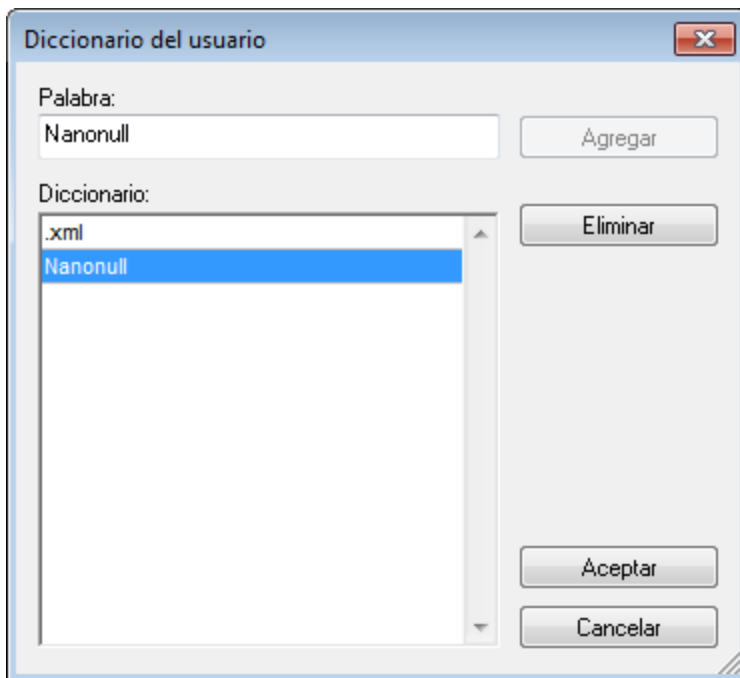 Diccionario del usuario
Palabra:
Nanonull
Agregar
Diccionario:
.xml
Eliminar
Nanonull
Aceptar
Cancelar